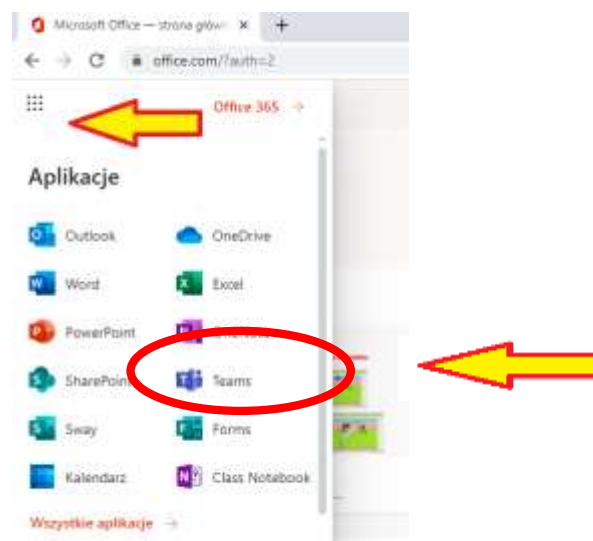 Microsoft Office — strona główn
office.com/?auth=2
Office 365 →
Aplikacje
Outlook OneDrive
Word Excel
PowerPoint OneNote
SharePoint Teams
Sway Forms
Kalendarz Class Notebook
Wszystkie aplikacje →